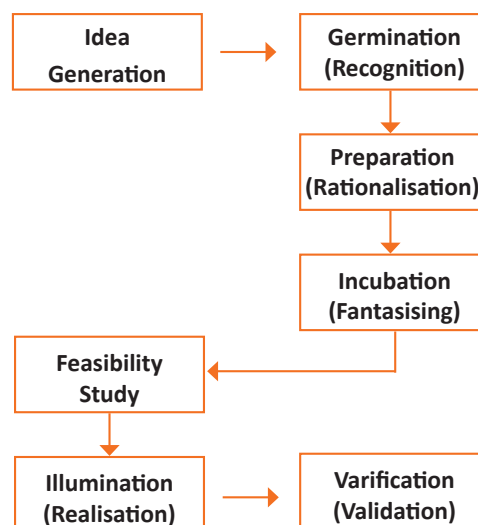 Idea
Generation
Germination
(Recognition)
Preparation
(Rationalisation)
Incubation
(Fantasising)
Feasibility
Study
Illumination
(Realisation)
Varification
(Validation)